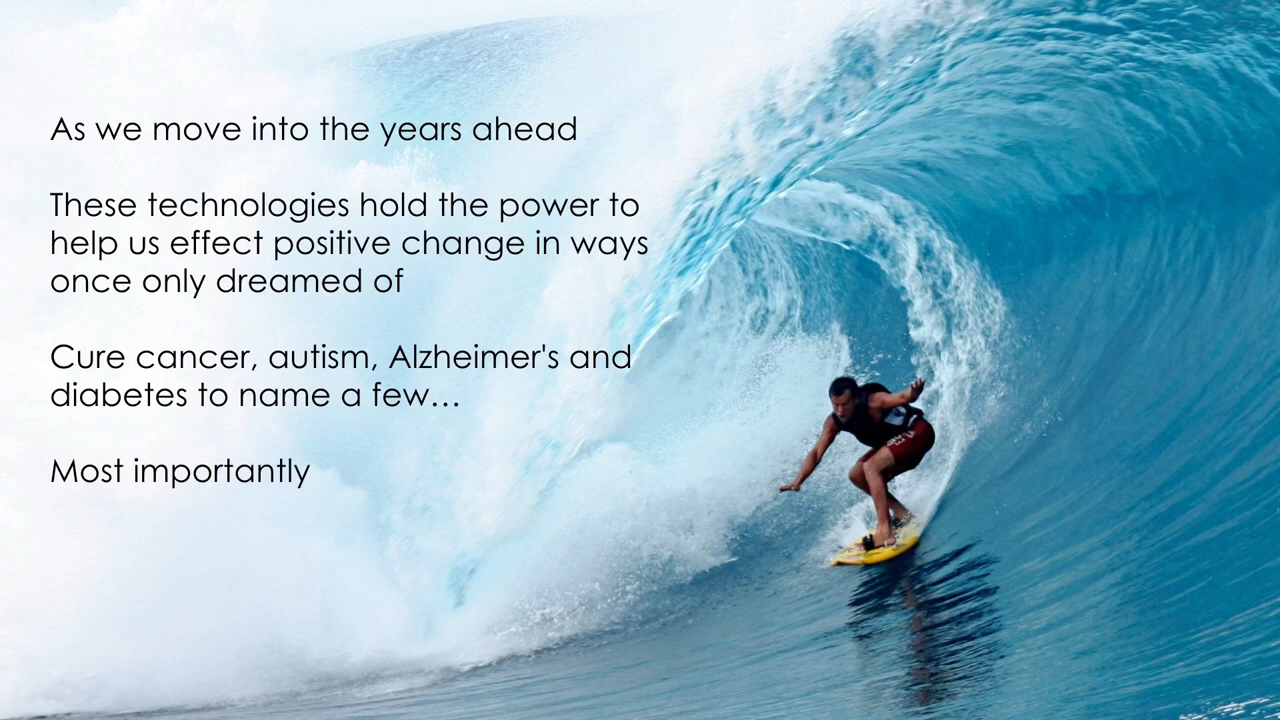 As we move into the years ahead
These technologies hold the power to
help us effect positive change in ways
once only dreamed of
Cure cancer, autism, Alzheimer's and
diabetes to name a few…
Most importantly